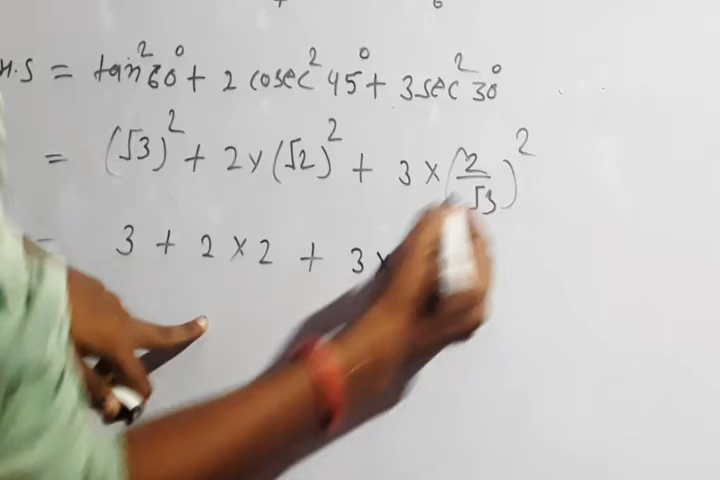 H.S = tan²60° + 2 cosec²45° + 3 sec²30°
= (√3)² + 2 × (√2)² + 3 × (2/√3)²
= 3 + 2 × 2 + 3 ×